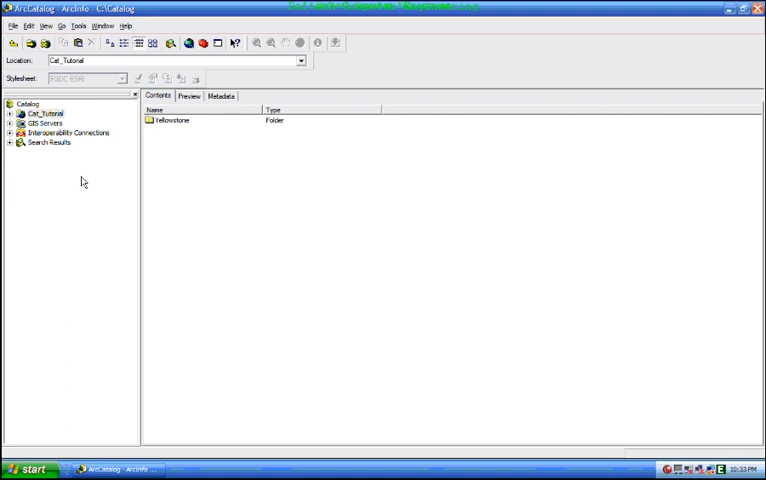 ArcCatalog - ArcInfo - C:\Catalog
File Edit View Go Tools Window Help
Location: Cat_Tutorial
Stylesheet: FGDC ESRI
Contents Preview Metadata
Catalog
Cat_Tutorial
GIS Servers
Interoperability Connections
Search Results
Name Type
Yellowstone Folder
start ArcCatalog - ArcInfo ... E 10:33 PM